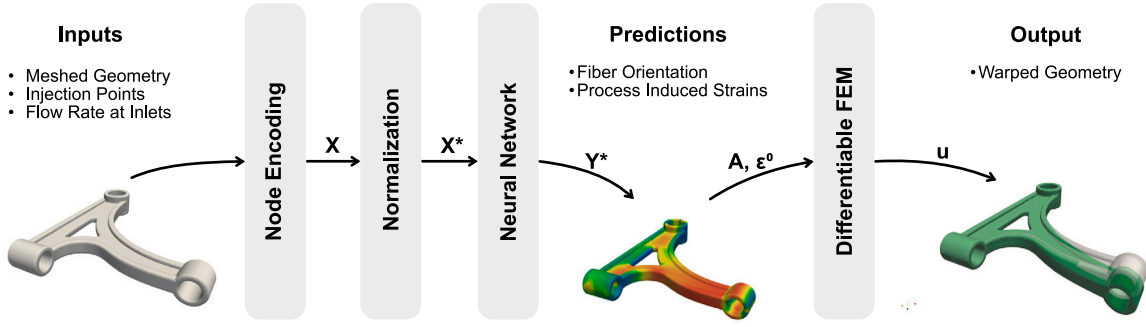 Inputs
• Meshed Geometry
• Injection Points
• Flow Rate at Inlets
Node Encoding
X
Normalization
X*
Neural Network
Y*
Predictions
•Fiber Orientation
•Process Induced Strains
A, ε⁰
Differentiable FEM
u
Output
•Warped Geometry